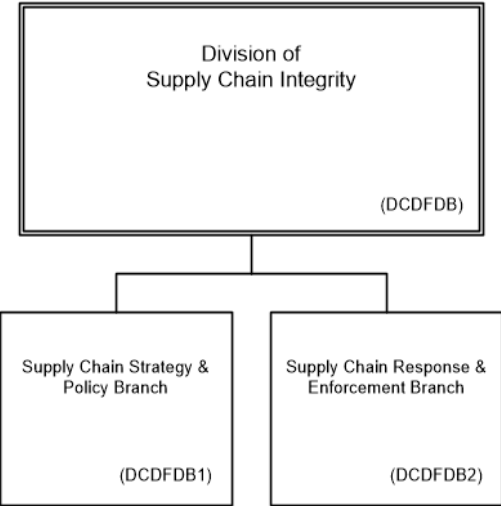 Division of
Supply Chain Integrity
(DCDFDB)
Supply Chain Strategy &
Policy Branch
(DCDFDB1)
Supply Chain Response &
Enforcement Branch
(DCDFDB2)